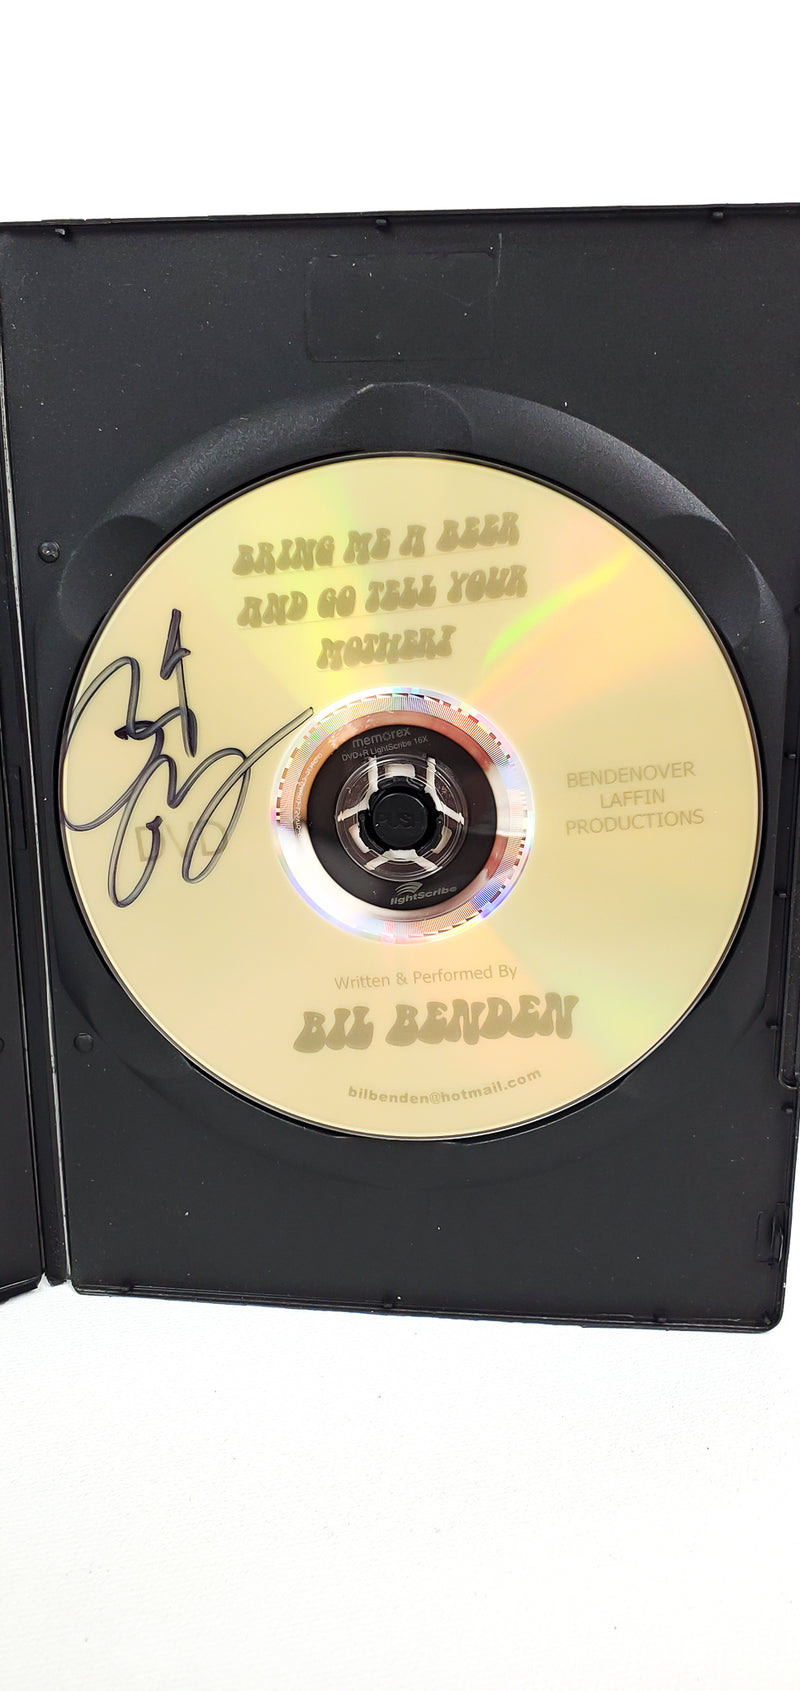 BRING ME A BEER
AND GO TELL YOUR
MOTHER!
memorex
DVD+R LightScribe 16X
BENDENOVER
LAFFIN
PRODUCTIONS
PUSH
DVD
lightScribe
Written & Performed By
BIL BENDEN
bilbenden@hotmail.com